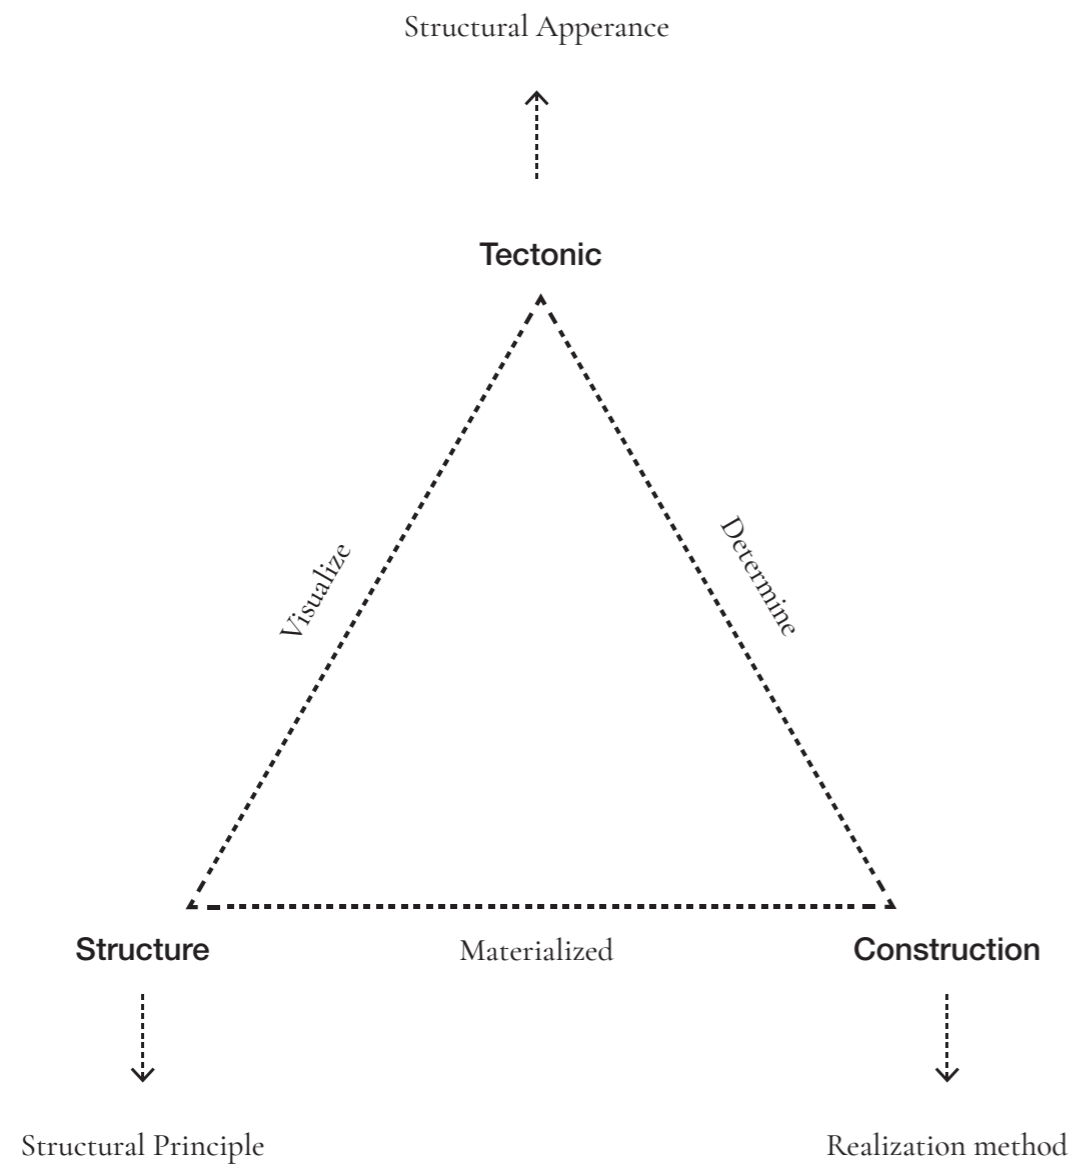 Structural Apperance
Tectonic
Visualize
Determine
Structure
Materialized
Construction
Structural Principle
Realization method